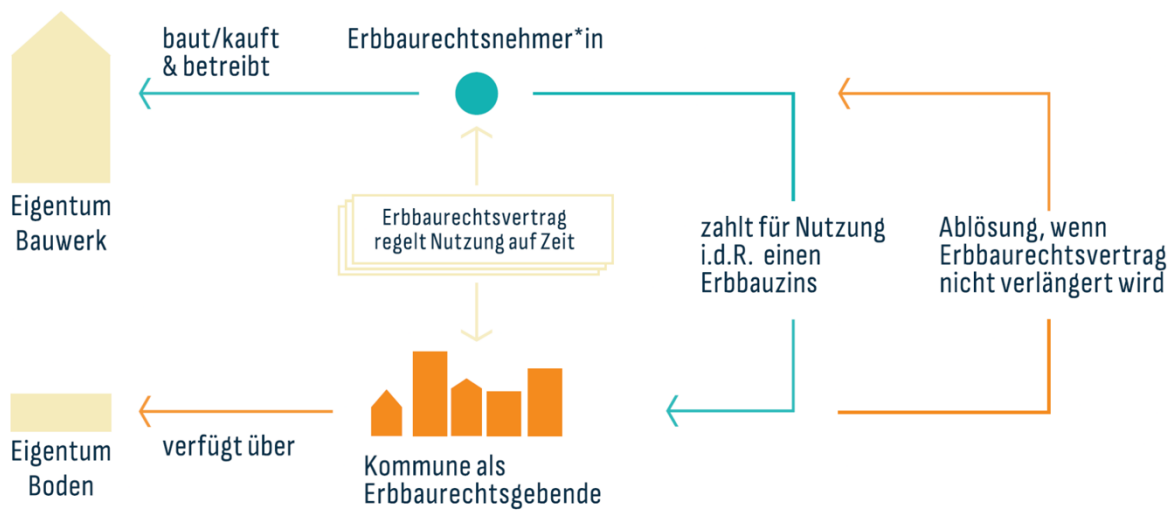 baut/kauft
& betreibt
Erbbaurechtsnehmer*in
Eigentum
Bauwerk
Erbbaurechtsvertrag
regelt Nutzung auf Zeit
zahlt für Nutzung
i.d.R. einen
Erbbauzins
Ablösung, wenn
Erbbaurechtsvertrag
nicht verlängert wird
Eigentum
Boden
verfügt über
Kommune als
Erbbaurechtsgebende